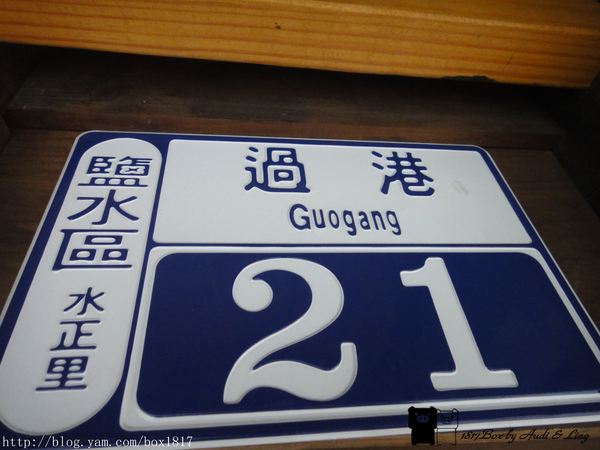 鹽水區
水正里
過港
Guogang
21
http://blog.yam.com/box1817
1817Box by Audi & Ling